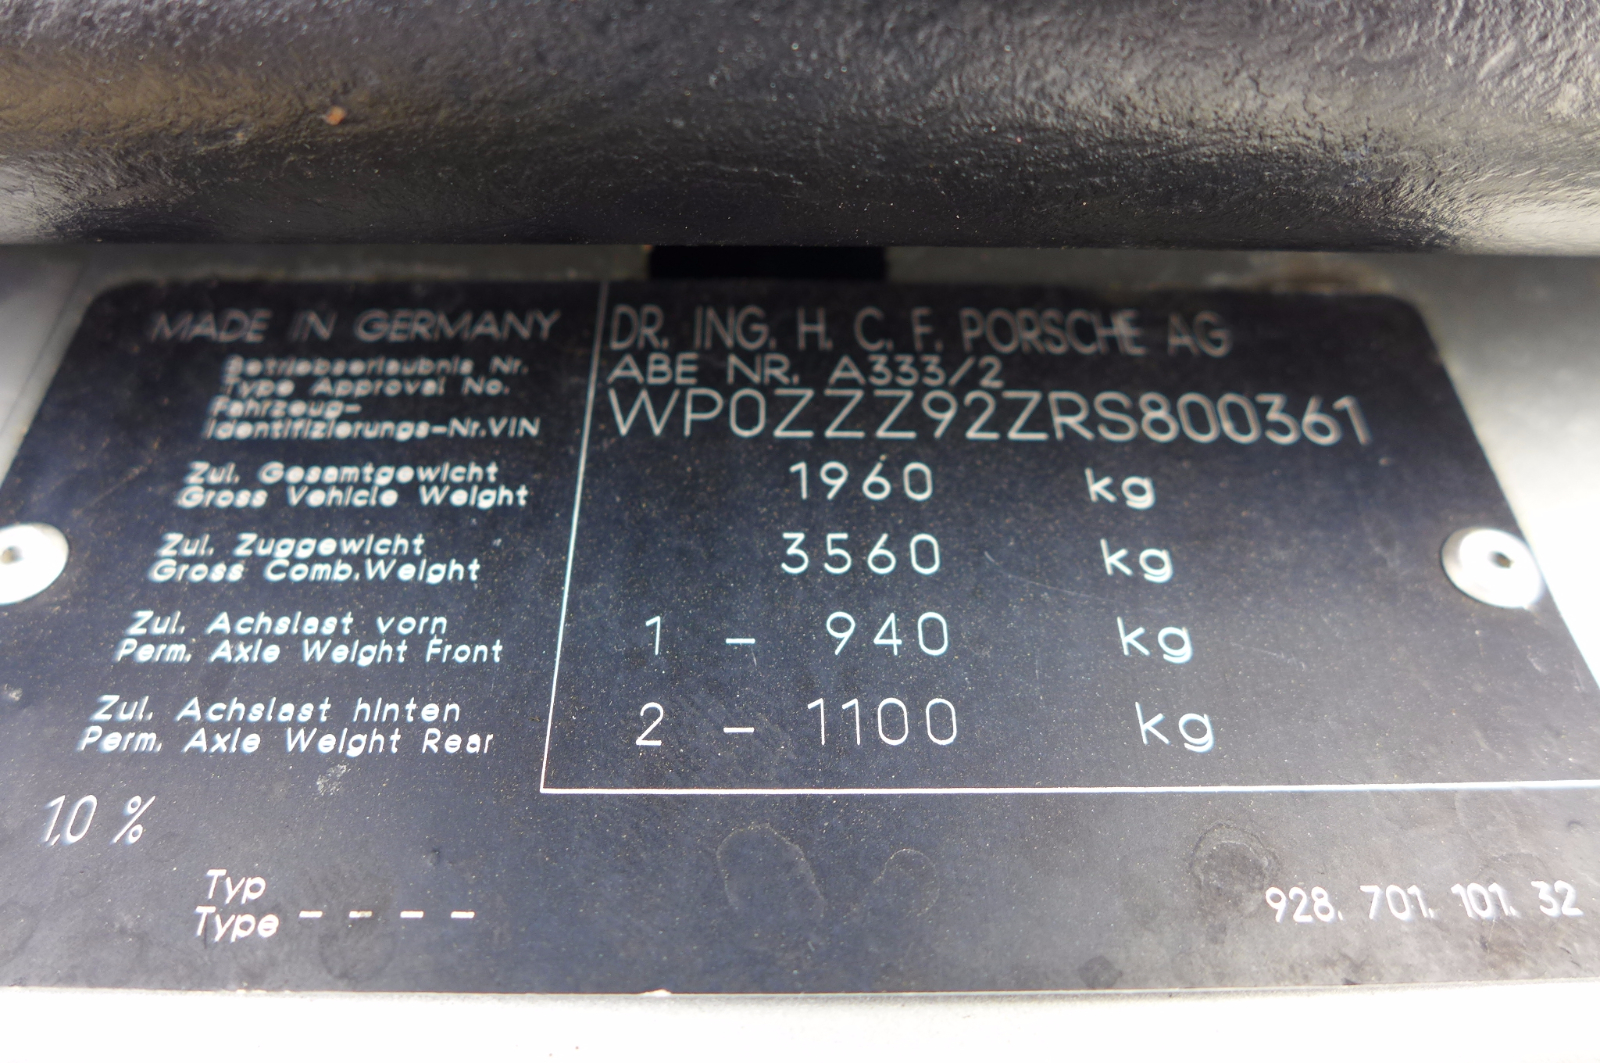 MADE IN GERMANY
DR. ING. H. C. F. PORSCHE AG
Betriebserlaubnis Nr.
Type Approval No.
ABE NR. A333/2
Fahrzeug-
Identifizierungs-Nr.VIN
WP0ZZZ92ZRS800361
Zul. Gesamtgewicht
Gross Vehicle Weight
1960 kg
Zul. Zuggewicht
Gross Comb.Weight
3560 kg
Zul. Achslast vorn
Perm. Axle Weight Front
1 - 940 kg
Zul. Achslast hinten
Perm. Axle Weight Rear
2 - 1100 kg
1,0 %
Typ
Type - - - -
928. 701. 101. 32